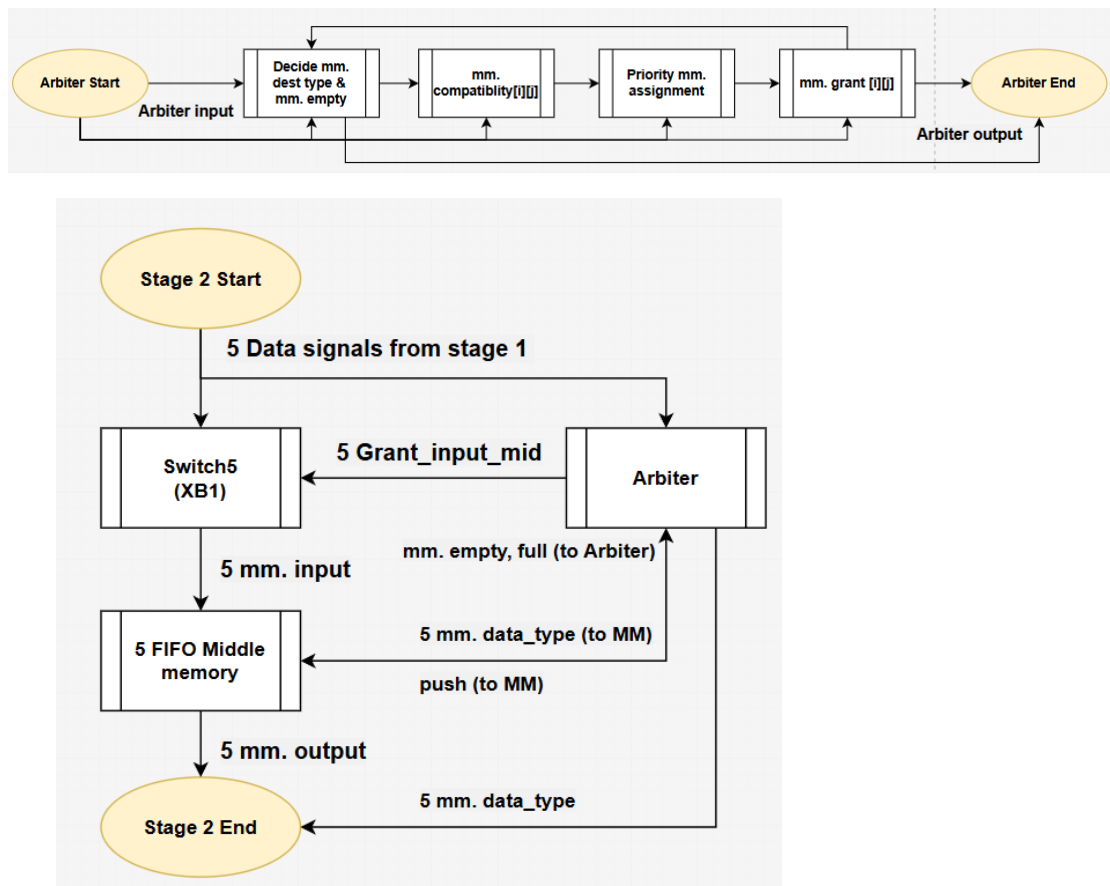 Arbiter Start
Arbiter input
Decide mm.
dest type &
mm. empty
mm.
compatiblity[i][j]
Priority mm.
assignment
mm. grant [i][j]
Arbiter End
Arbiter output
Stage 2 Start
5 Data signals from stage 1
Switch5
(XB1)
5 Grant_input_mid
Arbiter
mm. empty, full (to Arbiter)
5 mm. input
5 FIFO Middle
memory
5 mm. data_type (to MM)
push (to MM)
5 mm. output
5 mm. data_type
Stage 2 End